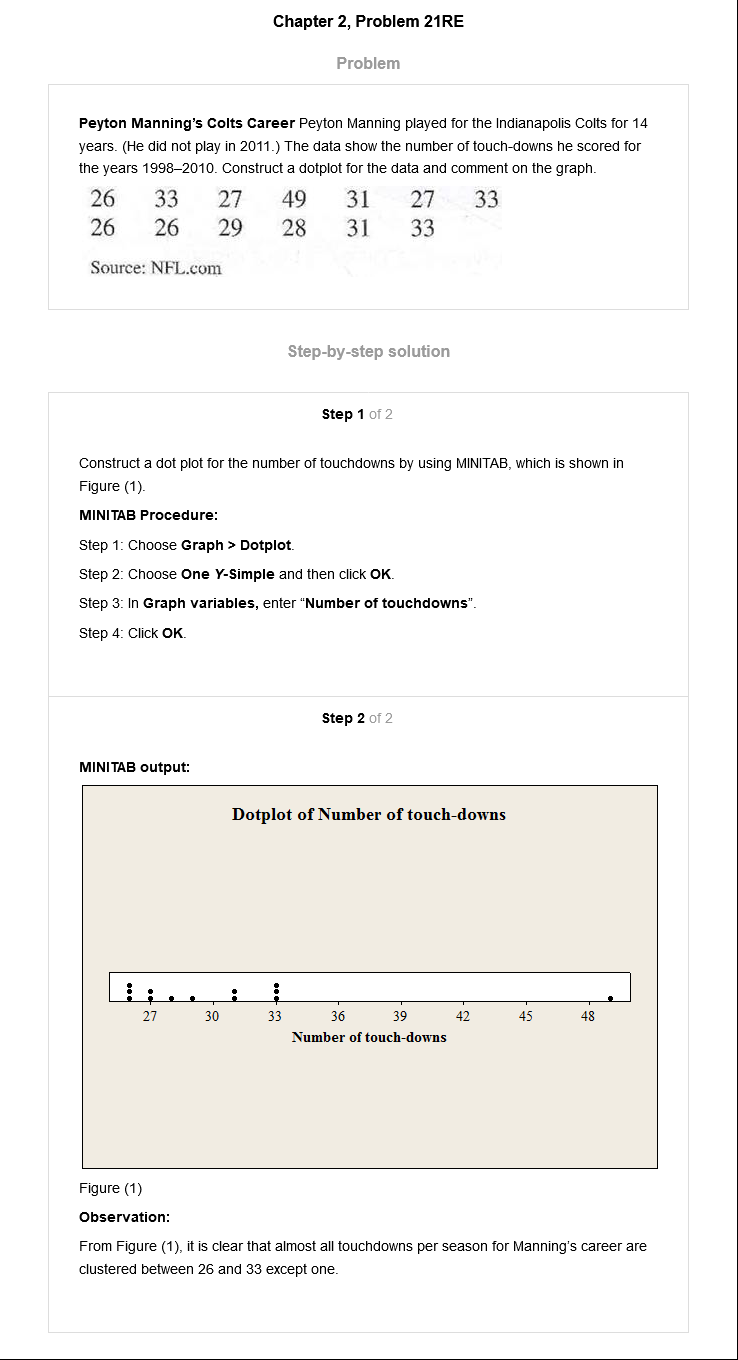 Chapter 2, Problem 21RE
Problem
Peyton Manning's Colts Career Peyton Manning played for the Indianapolis Colts for 14
years. (He did not play in 2011.) The data show the number of touch-downs he scored for
the years 1998–2010. Construct a dotplot for the data and comment on the graph.
26 33 27 49 31 27 33
26 26 29 28 31 33
Source: NFL.com
Step-by-step solution
Step 1 of 2
Construct a dot plot for the number of touchdowns by using MINITAB, which is shown in
Figure (1).
MINITAB Procedure:
Step 1: Choose Graph > Dotplot.
Step 2: Choose One Y-Simple and then click OK.
Step 3: In Graph variables, enter “Number of touchdowns”.
Step 4: Click OK.
Step 2 of 2
MINITAB output:
Dotplot of Number of touch-downs
27 30 33 36 39 42 45 48
Number of touch-downs
Figure (1)
Observation:
From Figure (1), it is clear that almost all touchdowns per season for Manning's career are
clustered between 26 and 33 except one.